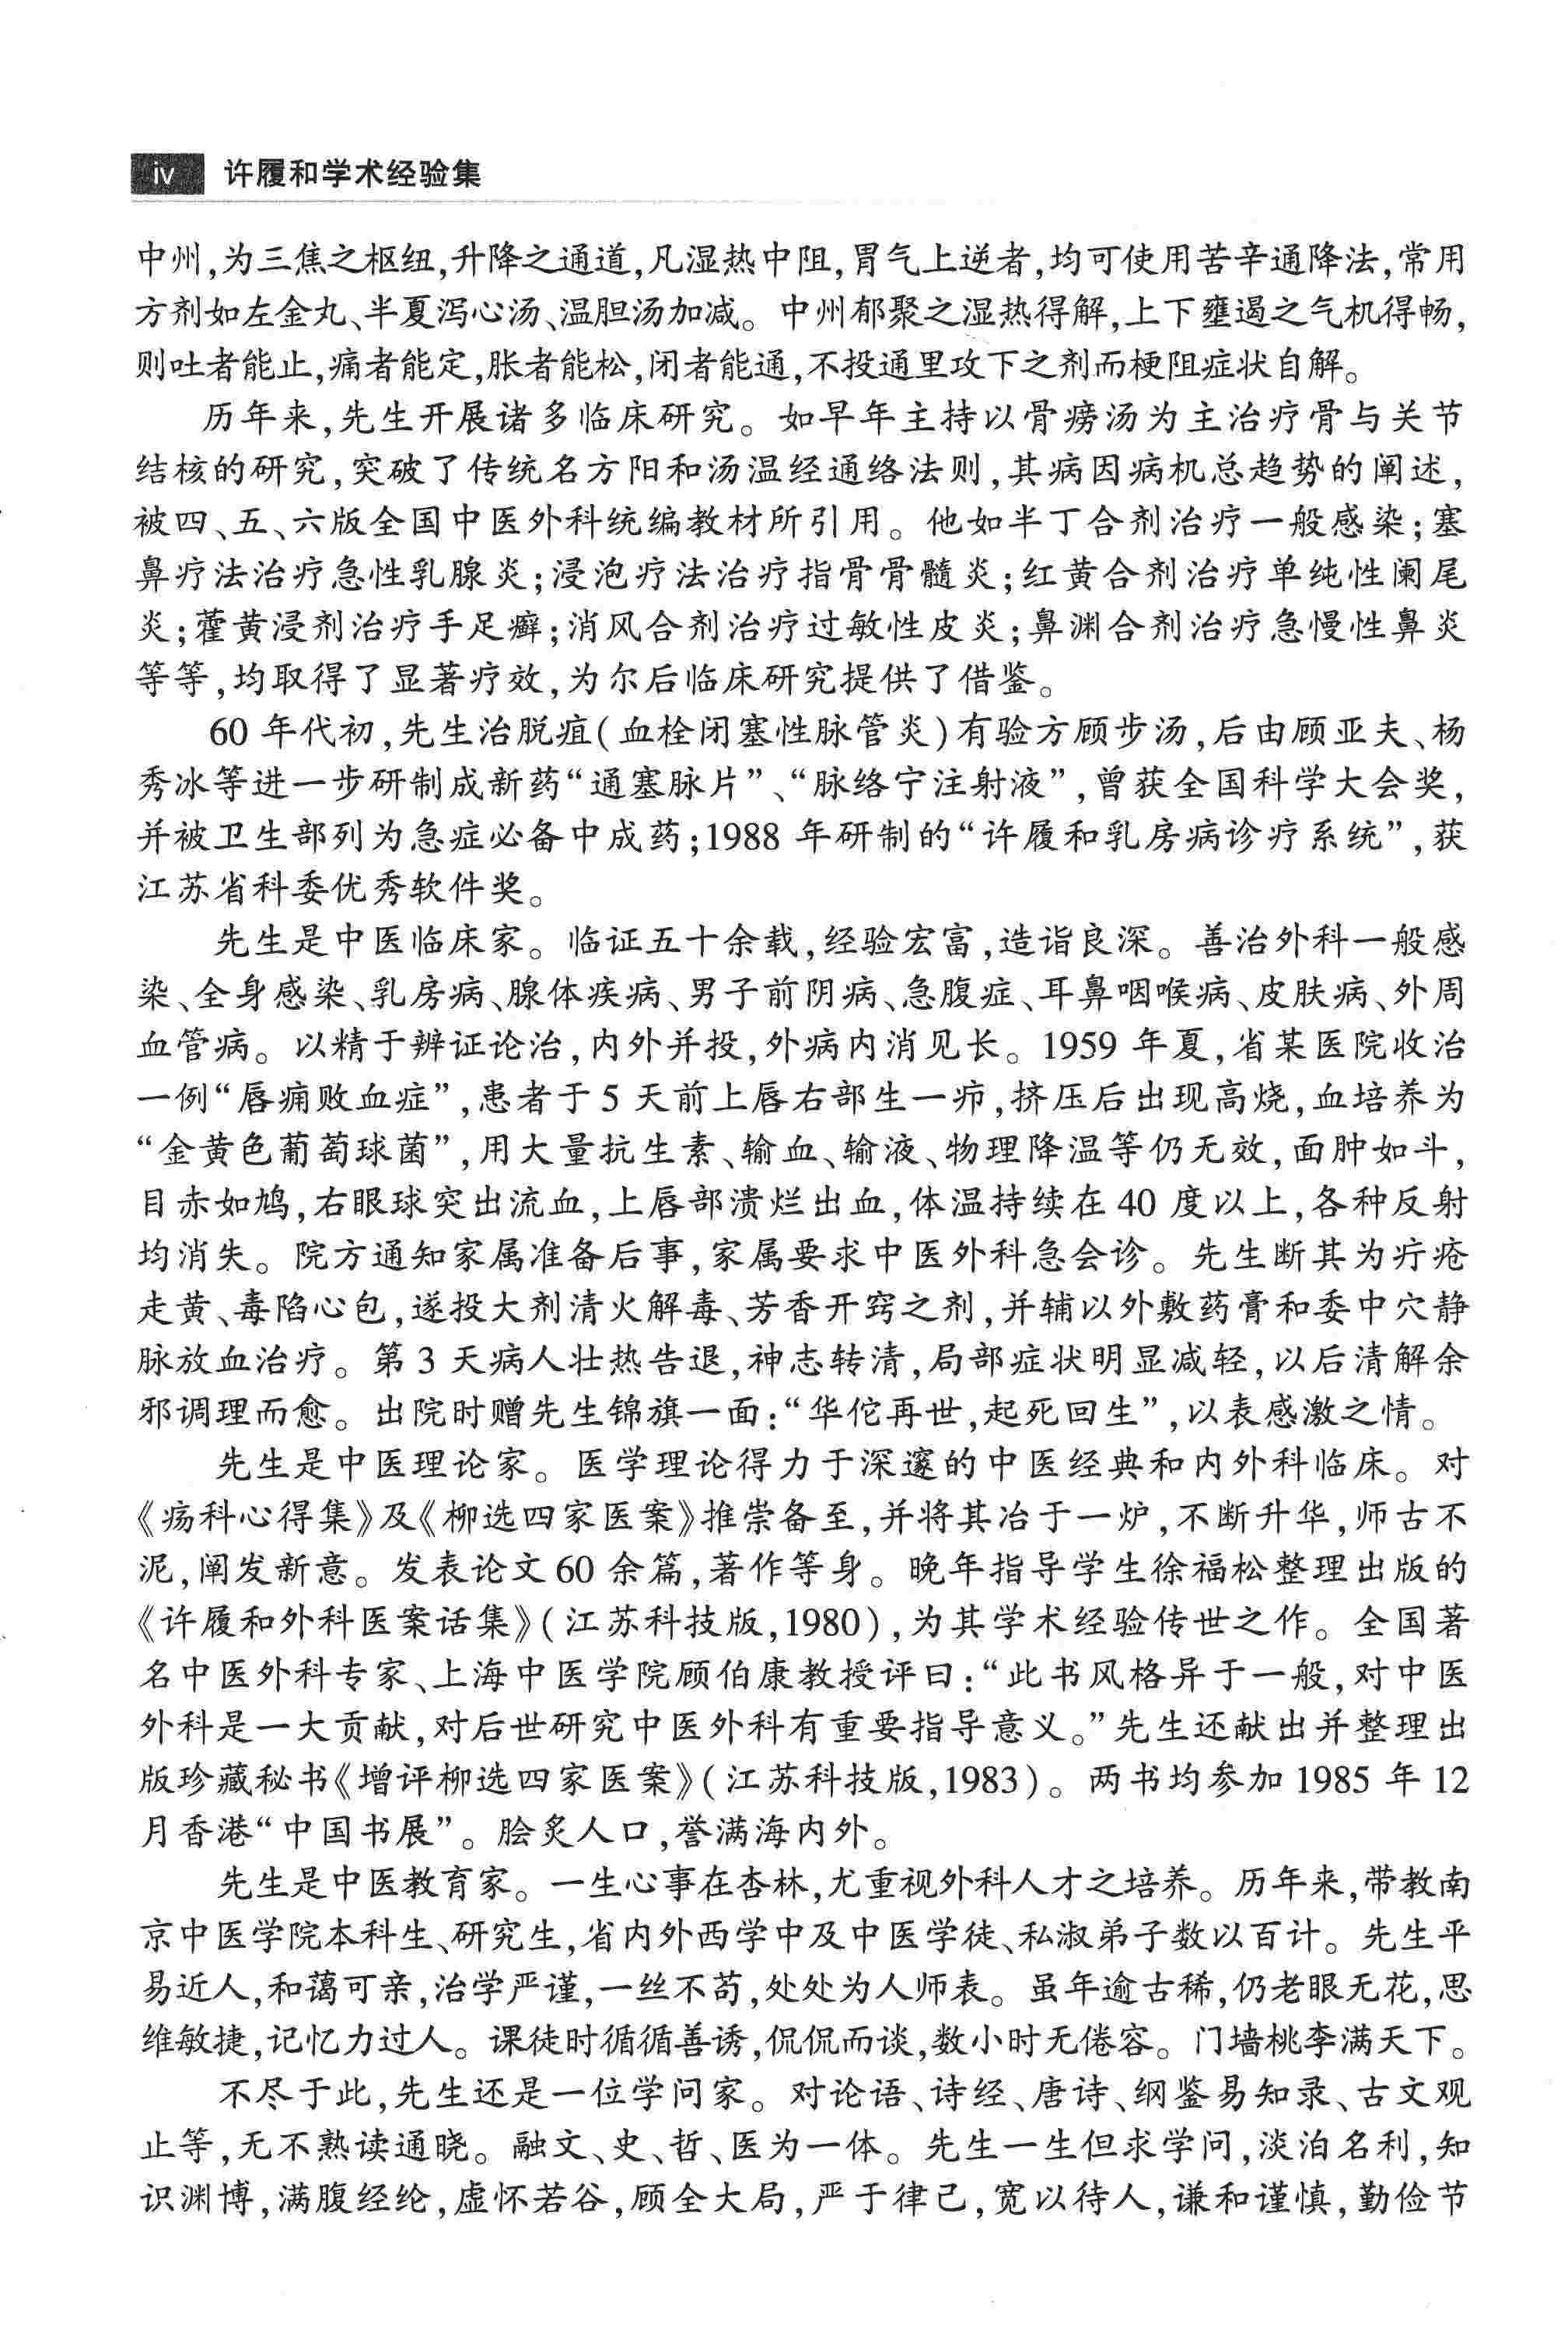 iv 许履和学术经验集
中州,为三焦之枢纽,升降之通道,凡湿热中阻,胃气上逆者,均可使用苦辛通降法,常用
方剂如左金丸、半夏泻心汤、温胆汤加减。中州郁聚之湿热得解,上下壅遏之气机得畅,
则吐者能止,痛者能定,胀者能松,闭者能通,不投通里攻下之剂而梗阻症状自解。
历年来,先生开展诸多临床研究。如早年主持以骨痨汤为主治疗骨与关节
结核的研究,突破了传统名方阳和汤温经通络法则,其病因病机总趋势的阐述,
被四、五、六版全国中医外科统编教材所引用。他如半丁合剂治疗一般感染;塞
鼻疗法治疗急性乳腺炎;浸泡疗法治疗指骨骨髓炎;红黄合剂治疗单纯性阑尾
炎;藿黄浸剂治疗手足癣;消风合剂治疗过敏性皮炎;鼻渊合剂治疗急慢性鼻炎
等等,均取得了显著疗效,为尔后临床研究提供了借鉴。
60 年代初,先生治脱疽(血栓闭塞性脉管炎)有验方顾步汤,后由顾亚夫、杨
秀冰等进一步研制成新药“通塞脉片”、“脉络宁注射液”,曾获全国科学大会奖,
并被卫生部列为急症必备中成药;1988 年研制的“许履和乳房病诊疗系统”,获
江苏省科委优秀软件奖。
先生是中医临床家。临证五十余载,经验宏富,造诣良深。善治外科一般感
染、全身感染、乳房病、腺体疾病、男子前阴病、急腹症、耳鼻咽喉病、皮肤病、外周
血管病。以精于辨证论治,内外并投,外病内消见长。1959 年夏,省某医院收治
一例“唇痈败血症”,患者于 5 天前上唇右部生一疖,挤压后出现高烧,血培养为
“金黄色葡萄球菌”,用大量抗生素、输血、输液、物理降温等仍无效,面肿如斗,
目赤如鸠,右眼球突出流血,上唇部溃烂出血,体温持续在 40 度以上,各种反射
均消失。院方通知家属准备后事,家属要求中医外科急会诊。先生断其为疔疮
走黄、毒陷心包,遂投大剂清火解毒、芳香开窍之剂,并辅以外敷药膏和委中穴静
脉放血治疗。第 3 天病人壮热告退,神志转清,局部症状明显减轻,以后清解余
邪调理而愈。出院时赠先生锦旗一面:“华佗再世,起死回生”,以表感激之情。
先生是中医理论家。医学理论得力于深邃的中医经典和内外科临床。对
《疡科心得集》及《柳选四家医案》推崇备至,并将其冶于一炉,不断升华,师古不
泥,阐发新意。发表论文 60 余篇,著作等身。晚年指导学生徐福松整理出版的
《许履和外科医案话集》(江苏科技版,1980),为其学术经验传世之作。全国著
名中医外科专家、上海中医学院顾伯康教授评曰:“此书风格异于一般,对中医
外科是一大贡献,对后世研究中医外科有重要指导意义。”先生还献出并整理出
版珍藏秘书《增评柳选四家医案》(江苏科技版,1983)。两书均参加 1985 年 12
月香港“中国书展”。脍炙人口,誉满海内外。
先生是中医教育家。一生心事在杏林,尤重视外科人才之培养。历年来,带教南
京中医学院本科生、研究生,省内外西学中及中医学徒、私淑弟子数以百计。先生平
易近人,和蔼可亲,治学严谨,一丝不苟,处处为人师表。虽年逾古稀,仍老眼无花,思
维敏捷,记忆力过人。课徒时循循善诱,侃侃而谈,数小时无倦容。门墙桃李满天下。
不尽于此,先生还是一位学问家。对论语、诗经、唐诗、纲鉴易知录、古文观
止等,无不熟读通晓。融文、史、哲、医为一体。先生一生但求学问,淡泊名利,知
识渊博,满腹经纶,虚怀若谷,顾全大局,严于律己,宽以待人,谦和谨慎,勤俭节